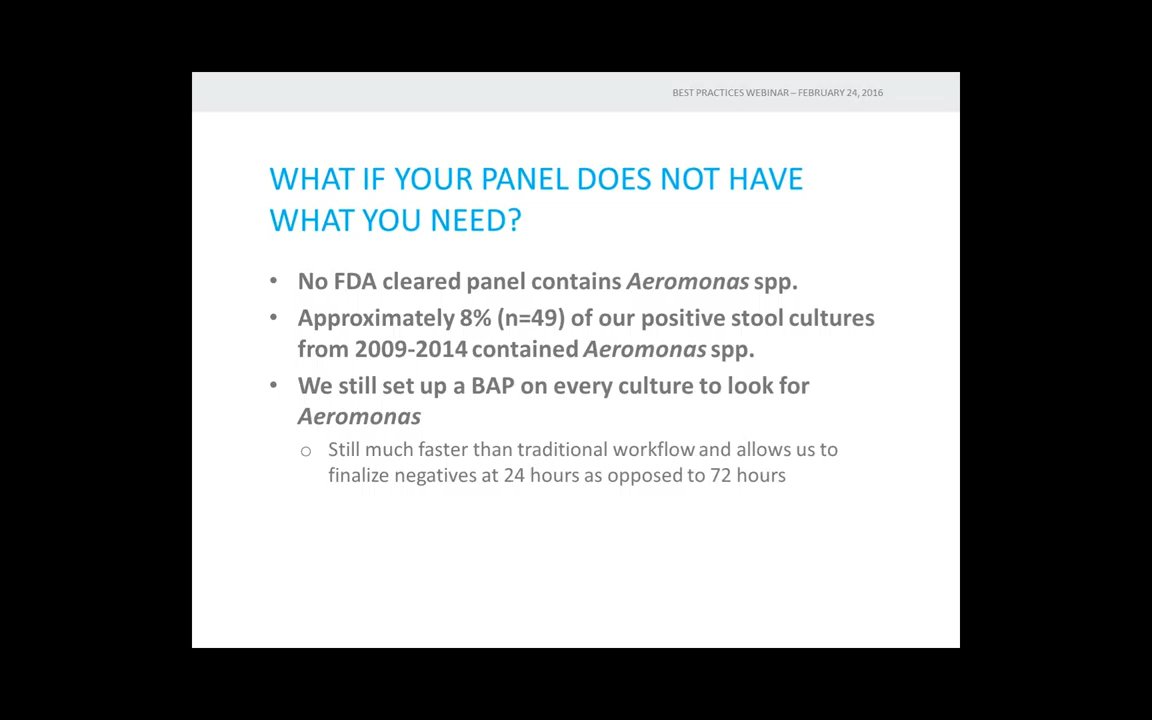 BEST PRACTICES WEBINAR – FEBRUARY 24, 2016
WHAT IF YOUR PANEL DOES NOT HAVE
WHAT YOU NEED?
• No FDA cleared panel contains Aeromonas spp.
• Approximately 8% (n=49) of our positive stool cultures
from 2009-2014 contained Aeromonas spp.
• We still set up a BAP on every culture to look for
Aeromonas
o Still much faster than traditional workflow and allows us to
finalize negatives at 24 hours as opposed to 72 hours